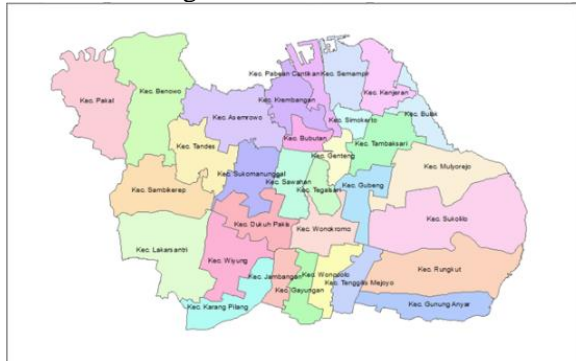 Kec. Pabean Cantikan
Kec. Semampir
Kec. Pakal
Kec. Benowo
Kec. Kenjeran
Kec. Krembangan
Kec. Bulak
Kec. Asemrowo
Kec. Simokerto
Kec. Bubutan
Kec. Tambaksari
Kec. Tandes
Kec. Genteng
Kec. Mulyorejo
Kec. Sukomanunggal
Kec. Sawahan
Kec. Gubeng
Kec. Sambikerep
Kec. Tegalsari
Kec. Sukolilo
Kec. Dukuh Pakis
Kec. Wonokromo
Kec. Lakarsantri
Kec. Wiyung
Kec. Rungkut
Kec. Jambangan
Kec. Wonocolo
Kec. Tenggilis Mejoyo
Kec. Gayungan
Kec. Karang Pilang
Kec. Gunung Anyar